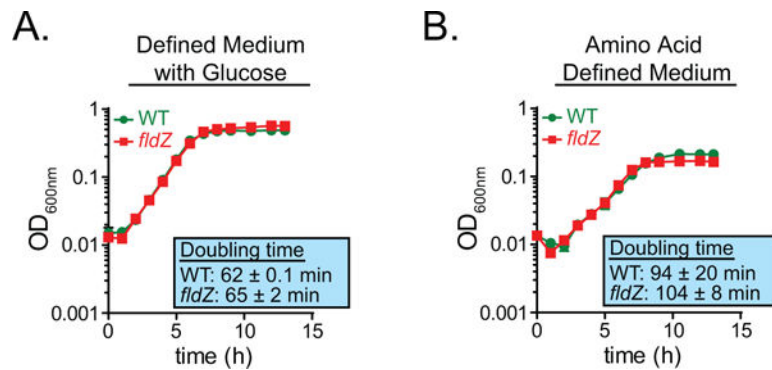 A.
Defined Medium
with Glucose
WT
fldZ
OD600nm
1
0.1
0.01
0.001
0
5
10
15
time (h)
Doubling time
WT: 62 ± 0.1 min
fldZ: 65 ± 2 min
B.
Amino Acid
Defined Medium
WT
fldZ
OD600nm
1
0.1
0.01
0.001
0
5
10
15
time (h)
Doubling time
WT: 94 ± 20 min
fldZ: 104 ± 8 min